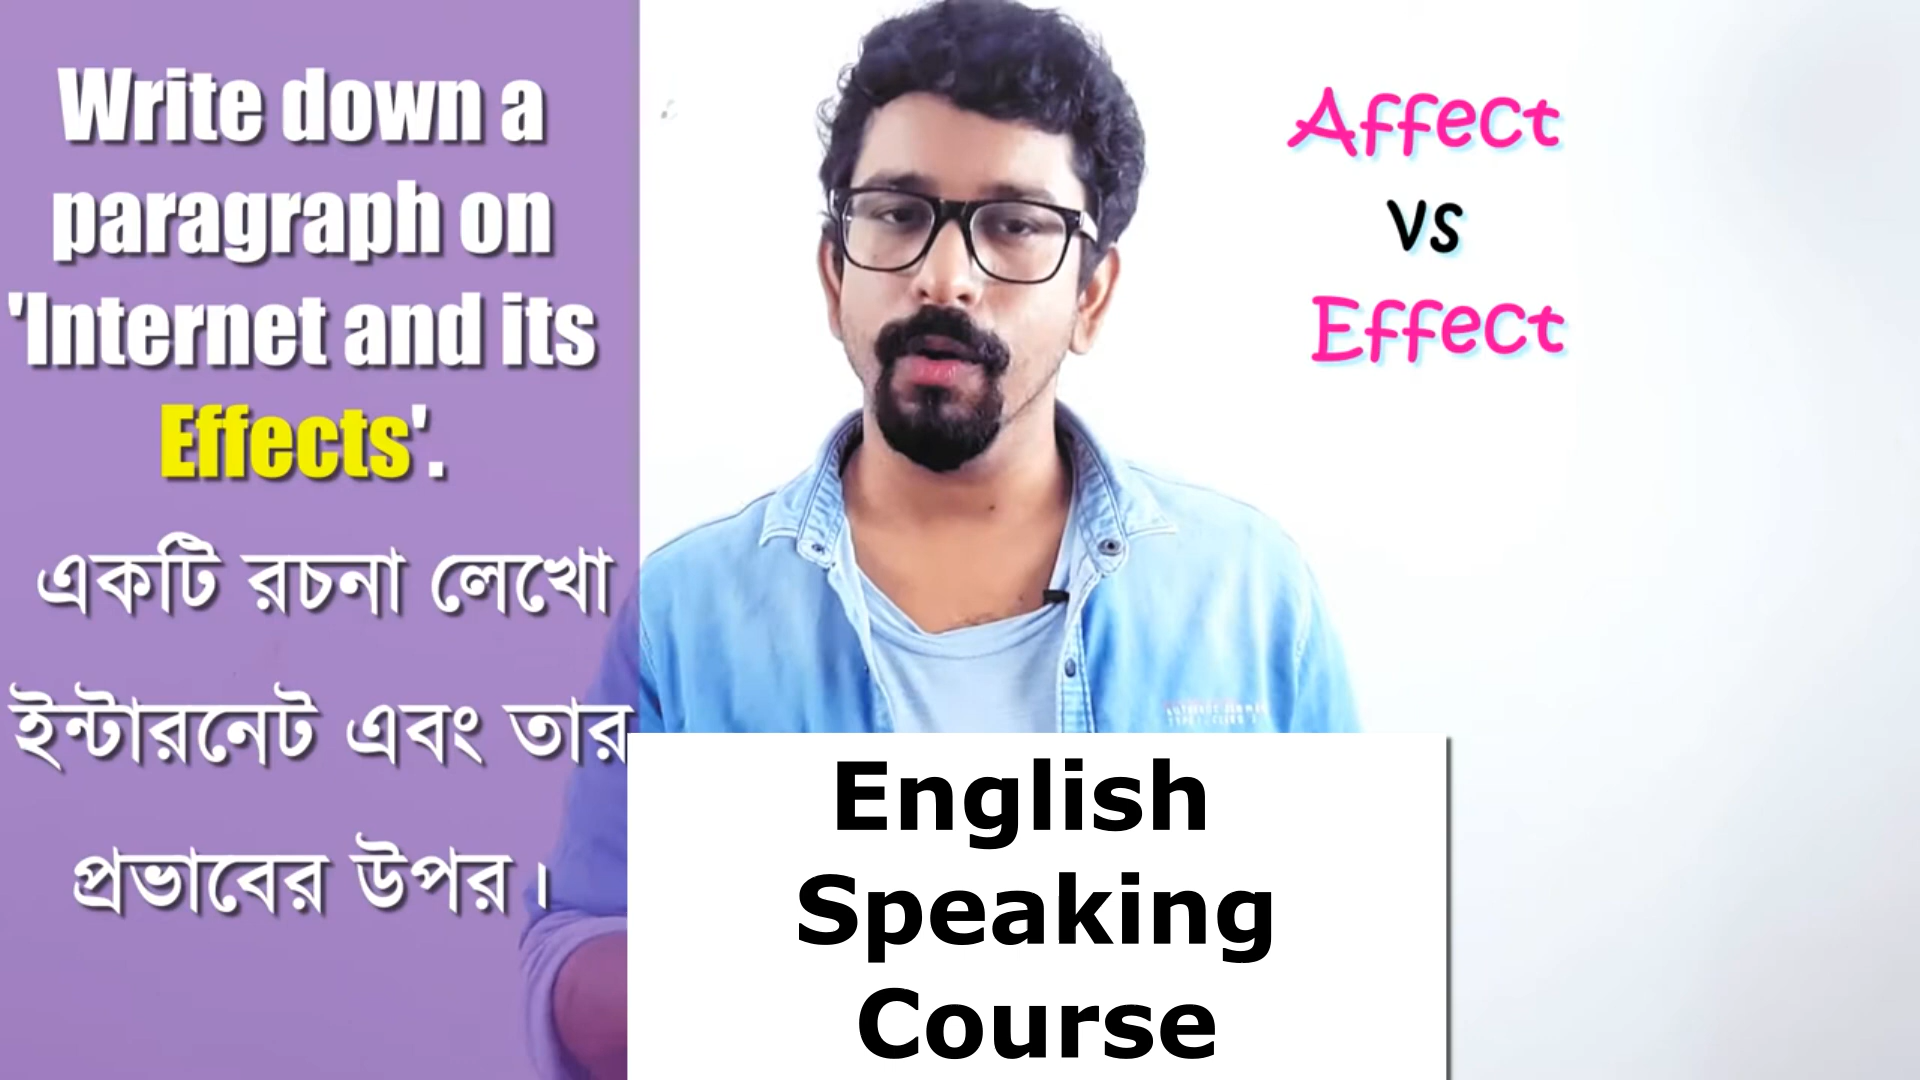 Write down a
paragraph on
'Internet and its
Effects'.
একটি রচনা লেখো
ইন্টারনেট এবং তার
প্রভাবের উপর।
Affect
vs
Effect
English
Speaking
Course